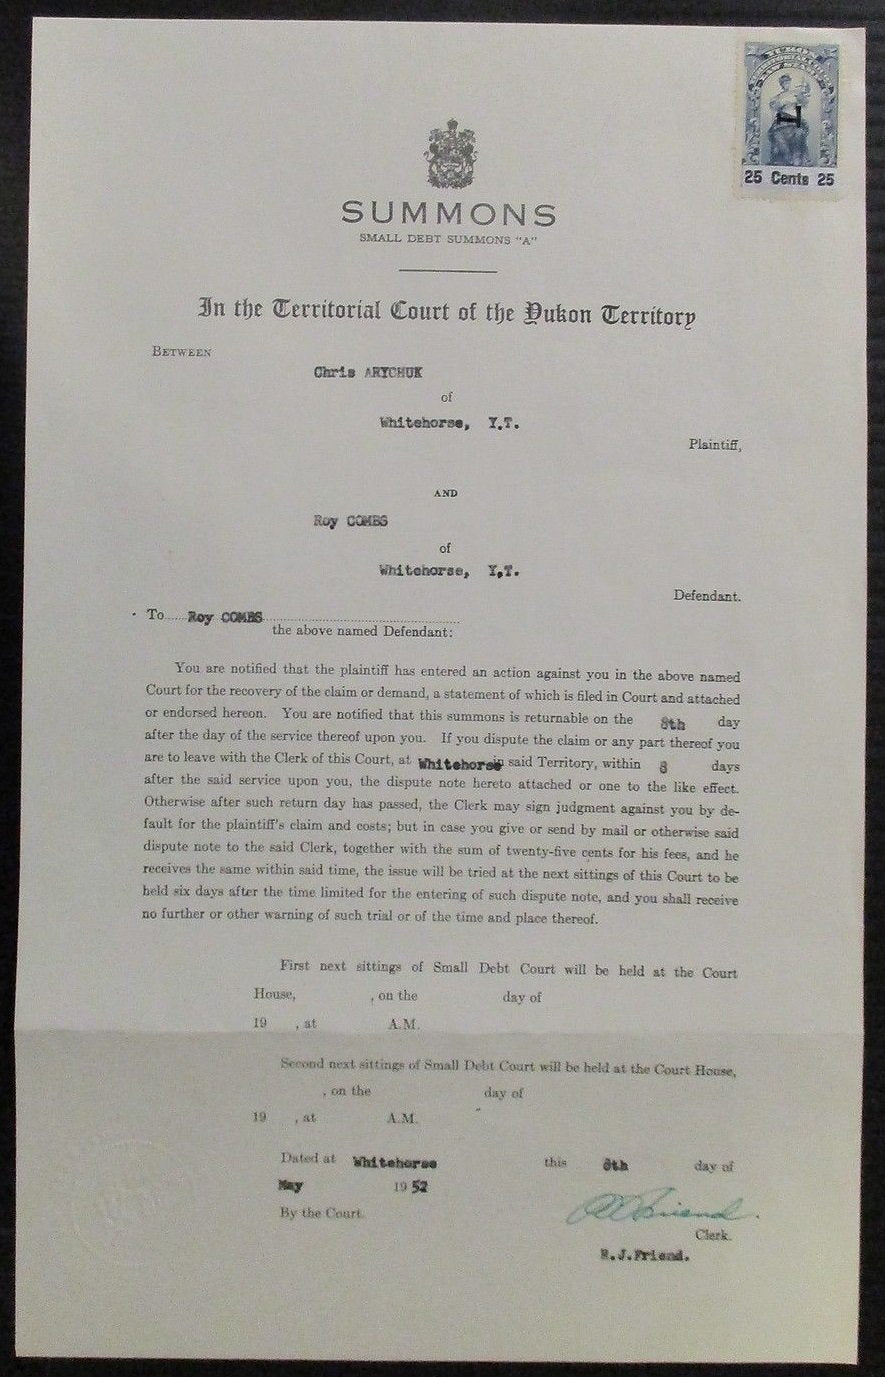 YUKON
TERRITORIAL COURT
LAW STAMP
L
25 Cents 25
SUMMONS
SMALL DEBT SUMMONS "A"
In the Territorial Court of the Yukon Territory
BETWEEN
Chris ARYCHUK
of
Whitehorse, Y.T.
Plaintiff,
AND
Roy COMBS
of
Whitehorse, Y.T.
Defendant.
To Roy COMBS
the above named Defendant:
You are notified that the plaintiff has entered an action against you in the above named
Court for the recovery of the claim or demand, a statement of which is filed in Court and attached
or endorsed hereon. You are notified that this summons is returnable on the 8th day
after the day of the service thereof upon you. If you dispute the claim or any part thereof you
are to leave with the Clerk of this Court, at Whitehorse in said Territory, within 8 days
after the said service upon you, the dispute note hereto attached or one to the like effect.
Otherwise after such return day has passed, the Clerk may sign judgment against you by de-
fault for the plaintiff's claim and costs; but in case you give or send by mail or otherwise said
dispute note to the said Clerk, together with the sum of twenty-five cents for his fees, and he
receives the same within said time, the issue will be tried at the next sittings of this Court to be
held six days after the time limited for the entering of such dispute note, and you shall receive
no further or other warning of such trial or of the time and place thereof.
First next sittings of Small Debt Court will be held at the Court
House, , on the day of
19 , at A.M.
Second next sittings of Small Debt Court will be held at the Court House,
, on the day of
19 , at A.M.
Dated at Whitehorse this 8th day of
May 1952
By the Court.
Clerk.
R.J.Friend.